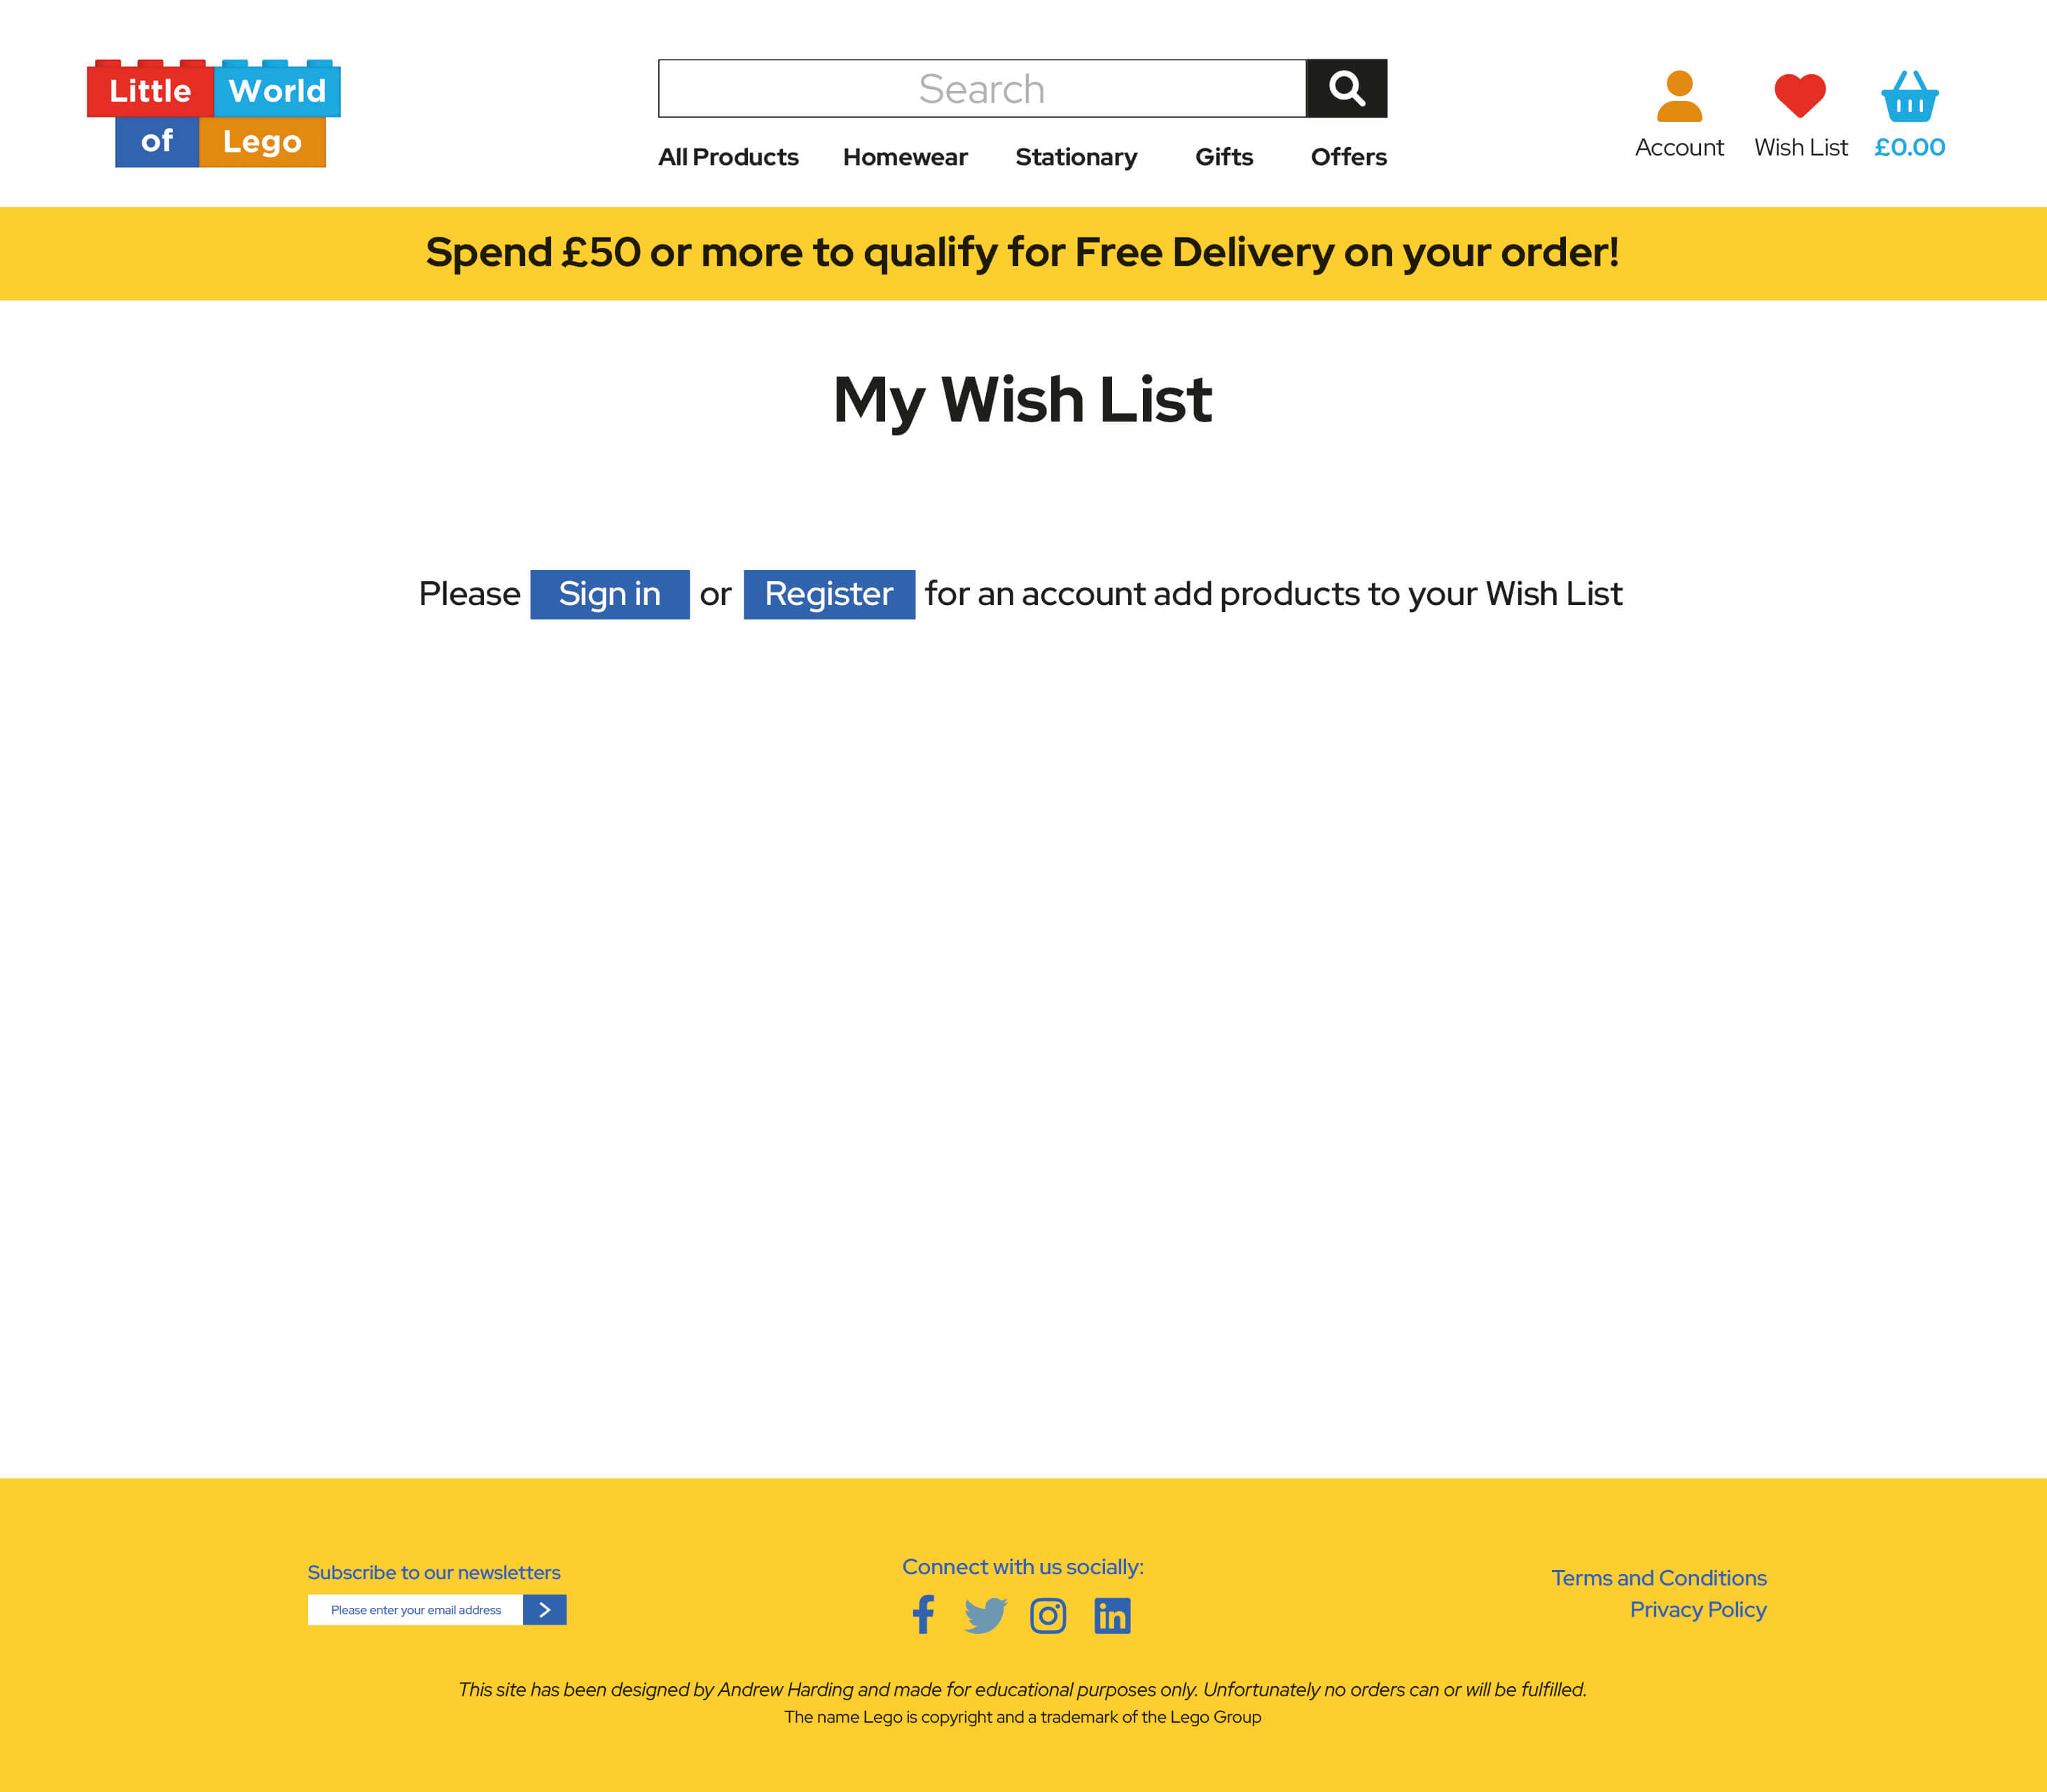 Little World
of Lego
Search
All Products Homewear Stationary Gifts Offers
Account Wish List £0.00
Spend £50 or more to qualify for Free Delivery on your order!
My Wish List
Please Sign in or Register for an account add products to your Wish List
Subscribe to our newsletters
Please enter your email address
Connect with us socially:
Terms and Conditions
Privacy Policy
This site has been designed by Andrew Harding and made for educational purposes only. Unfortunately no orders can or will be fulfilled.
The name Lego is copyright and a trademark of the Lego Group